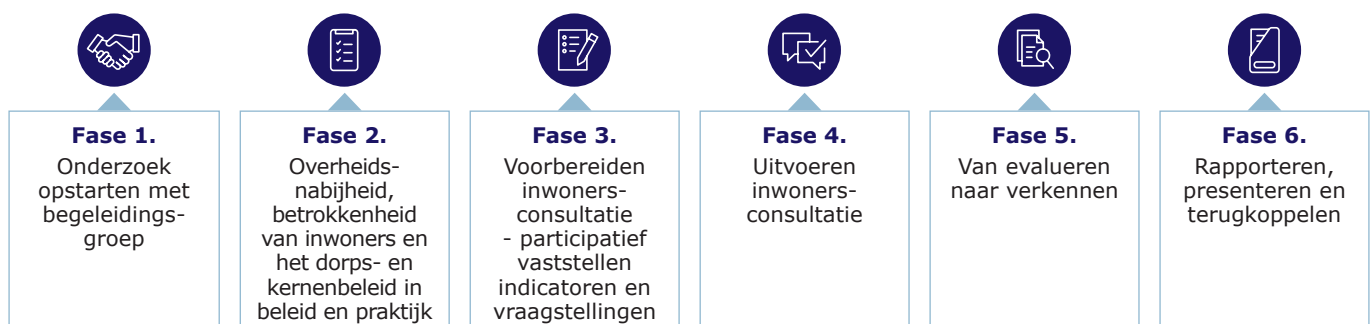 Fase 1.
Onderzoek
opstarten met
begeleidings-
groep
Fase 2.
Overheids-
nabijheid,
betrokkenheid
van inwoners en
het dorps- en
kernenbeleid in
beleid en praktijk
Fase 3.
Voorbereiden
inwoners-
consultatie
- participatief
vaststellen
indicatoren en
vraagstellingen
Fase 4.
Uitvoeren
inwoners-
consultatie
Fase 5.
Van evalueren
naar verkennen
Fase 6.
Rapporteren,
presenteren en
terugkoppelen